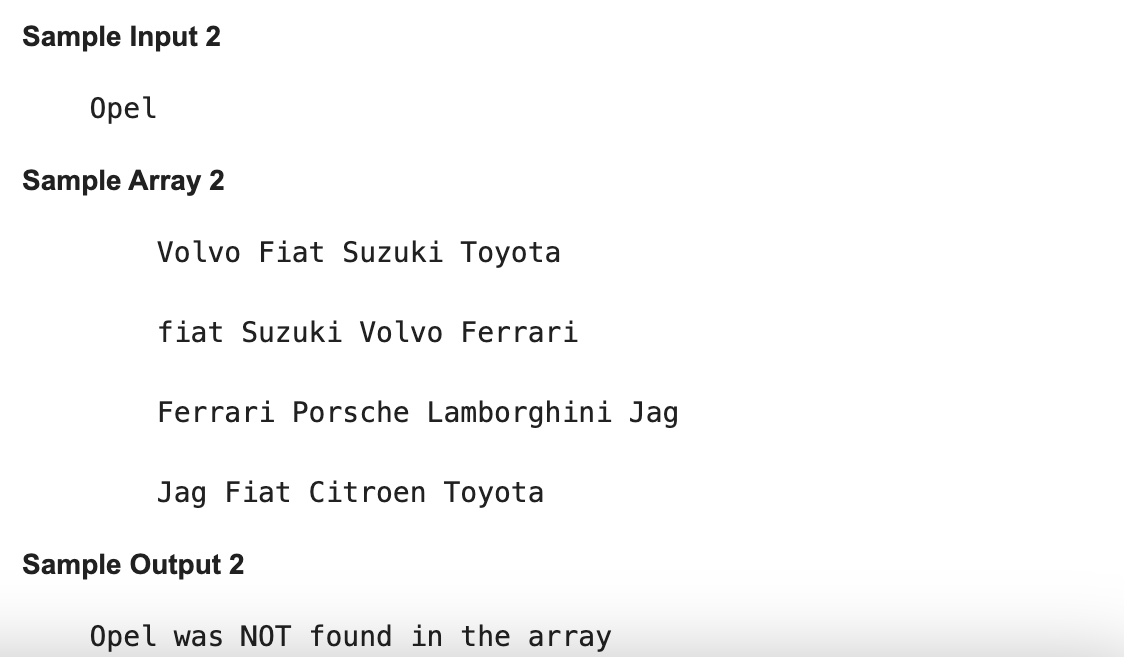 Sample Input 2
Opel
Sample Array 2
Volvo Fiat Suzuki Toyota
fiat Suzuki Volvo Ferrari
Ferrari Porsche Lamborghini Jag
Jag Fiat Citroen Toyota
Sample Output 2
Opel was NOT found in the array